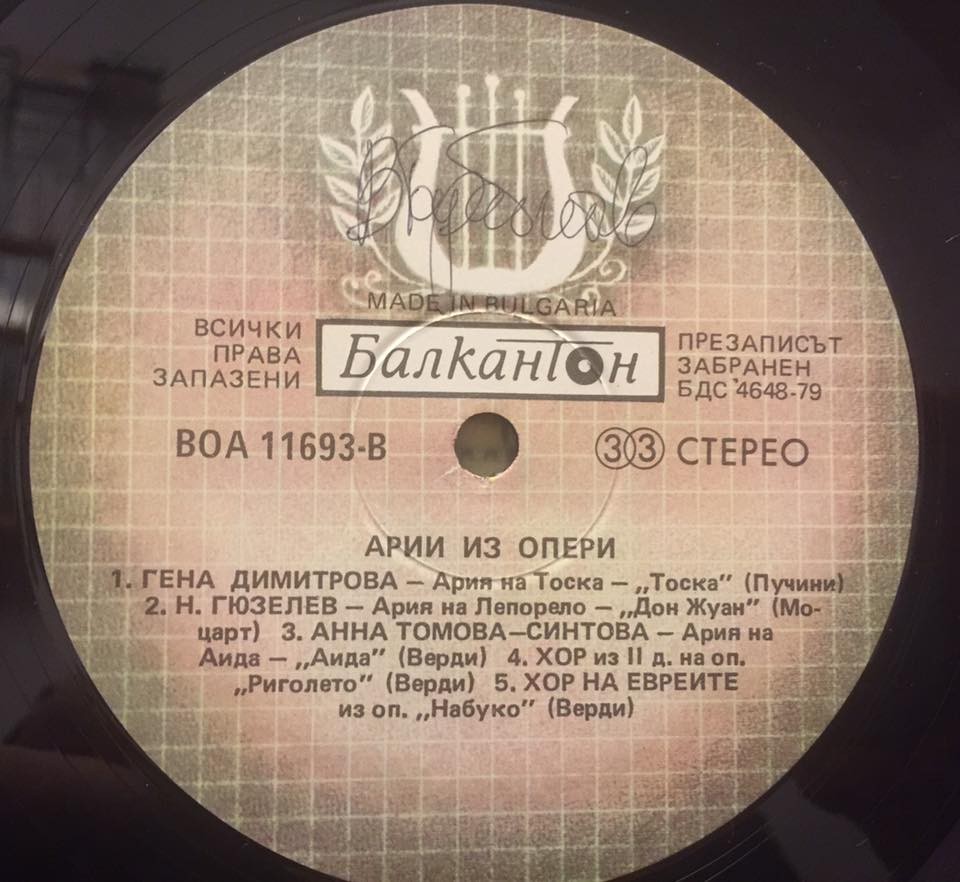 MADE IN BULGARIA
ВСИЧКИ
ПРАВА
ЗАПАЗЕНИ
Балкантон
ПРЕЗАПИСЪТ
ЗАБРАНЕН
БДС 4648-79
ВОА 11693-В
33 СТЕРЕО
АРИИ ИЗ ОПЕРИ
1. ГЕНА ДИМИТРОВА – Ария на Тоска – „Тоска" (Пучини)
2. Н. ГЮЗЕЛЕВ – Ария на Лепорело – „Дон Жуан" (Мо-
царт) 3. АННА ТОМОВА–СИНТОВА – Ария на
Аида – „Аида" (Верди) 4. ХОР из II д. на оп.
„Риголето" (Верди) 5. ХОР НА ЕВРЕИТЕ
из оп. „Набуко" (Верди)